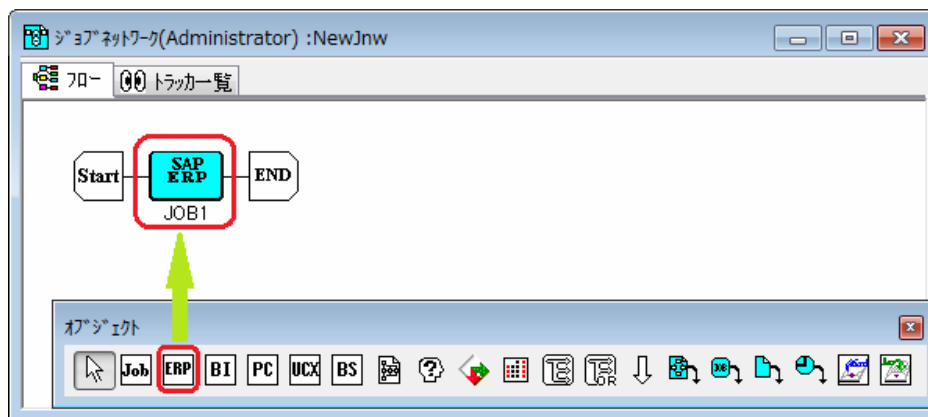 ｼﾞｮﾌﾞﾈｯﾄﾜｰｸ(Administrator) :NewJnw
ﾌﾛｰ ﾄﾗｯｶ一覧
Start SAP ERP END
JOB1
ｵﾌﾞｼﾞｪｸﾄ
Job ERP BI PC UCX BS OR